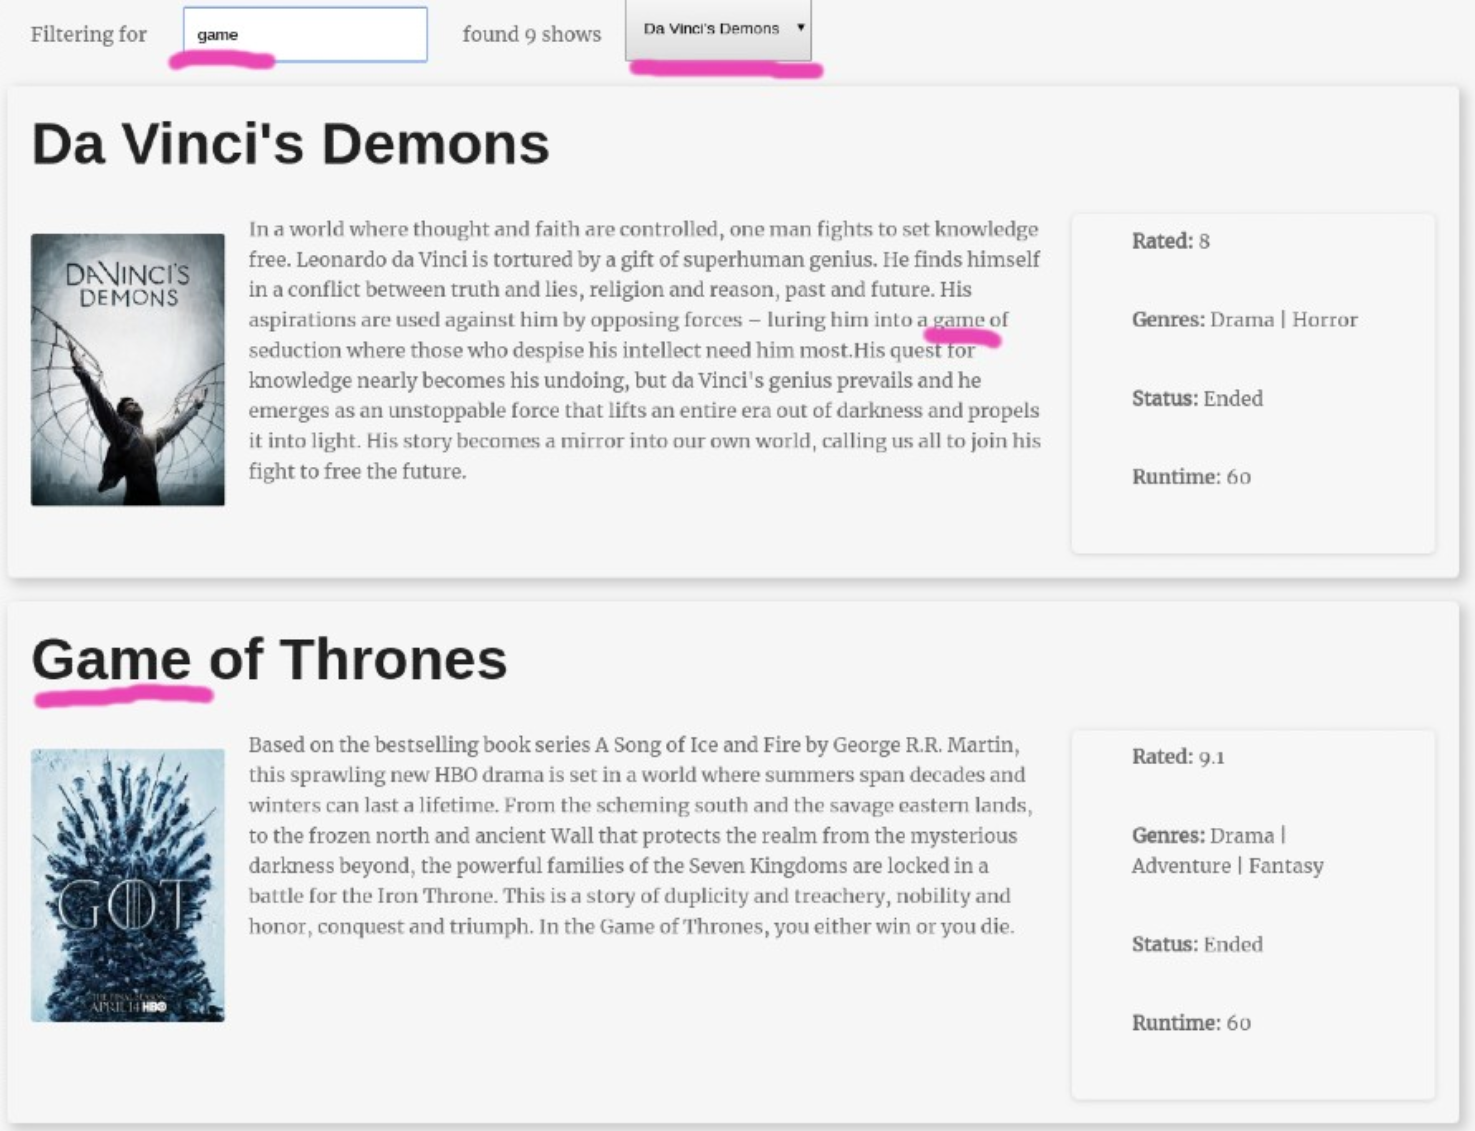 Filtering for game found 9 shows Da Vinci's Demons
Da Vinci's Demons
DAVINCI'S
DEMONS
In a world where thought and faith are controlled, one man fights to set knowledge
free. Leonardo da Vinci is tortured by a gift of superhuman genius. He finds himself
in a conflict between truth and lies, religion and reason, past and future. His
aspirations are used against him by opposing forces – luring him into a game of
seduction where those who despise his intellect need him most.His quest for
knowledge nearly becomes his undoing, but da Vinci's genius prevails and he
emerges as an unstoppable force that lifts an entire era out of darkness and propels
it into light. His story becomes a mirror into our own world, calling us all to join his
fight to free the future.
Rated: 8
Genres: Drama | Horror
Status: Ended
Runtime: 60
Game of Thrones
GOT
THE FINAL SEASON
APRIL 14 HBO
Based on the bestselling book series A Song of Ice and Fire by George R.R. Martin,
this sprawling new HBO drama is set in a world where summers span decades and
winters can last a lifetime. From the scheming south and the savage eastern lands,
to the frozen north and ancient Wall that protects the realm from the mysterious
darkness beyond, the powerful families of the Seven Kingdoms are locked in a
battle for the Iron Throne. This is a story of duplicity and treachery, nobility and
honor, conquest and triumph. In the Game of Thrones, you either win or you die.
Rated: 9.1
Genres: Drama |
Adventure | Fantasy
Status: Ended
Runtime: 60